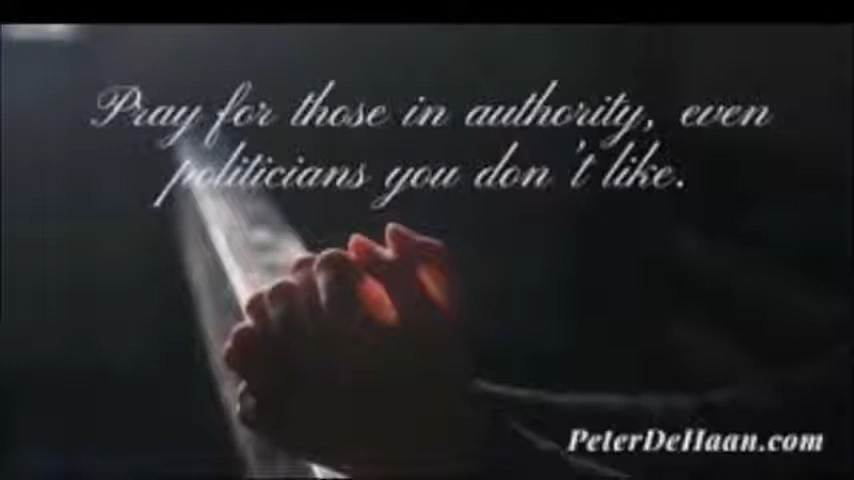 Pray for those in authority, even
politicians you don't like.
PeterDeHaan.com